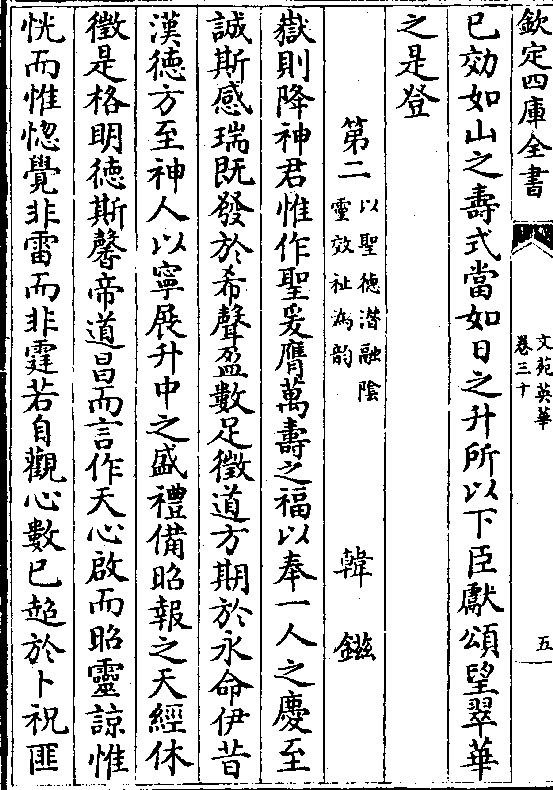 欽定四庫全書
文苑英華
卷三十
五
已効如山之壽式當如日之升所以下臣獻頌望翠華
之是登
第二
以聖德潛融陰
靈效祉為韵
韓鎡
嶽則降神君惟作聖爰膺萬壽之福以奉一人之慶至
誠斯感瑞既發於希聲盈數足徵道方期於永命伊昔
漢德方至神人以寧展升中之盛禮備昭報之天經休
徵是格明德斯馨帝道昌而言作天心啟而昭靈諒惟
恍而惟惚覺非雷而非霆若自觀心數已超於卜祝匪